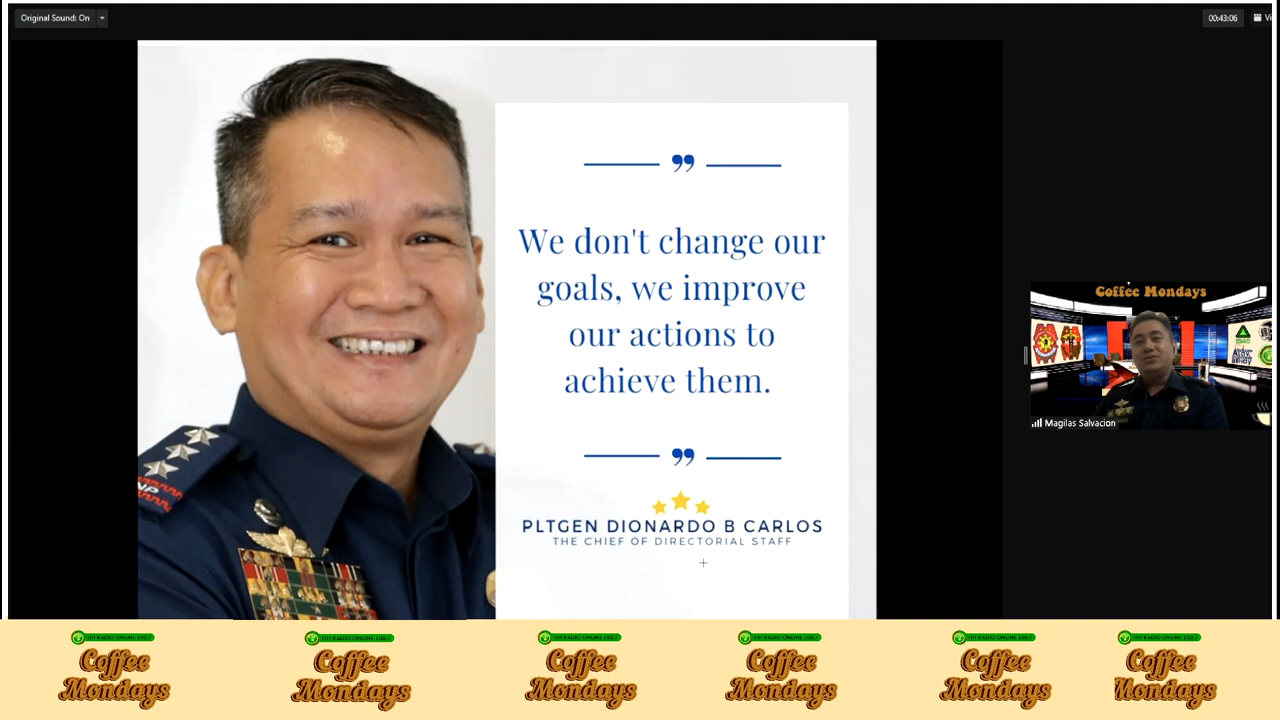 Original Sound: On
00:43:06
Vi
We don't change our
goals, we improve
our actions to
achieve them.
PLTGEN DIONARDO B CARLOS
THE CHIEF OF DIRECTORIAL STAFF
NP
Coffee Mondays
Magilas Salvacion
Coffee
Mondays
Coffee
Mondays
Coffee
Mondays
Coffee
Mondays
Coffee
Mondays
Coffee
Mondays